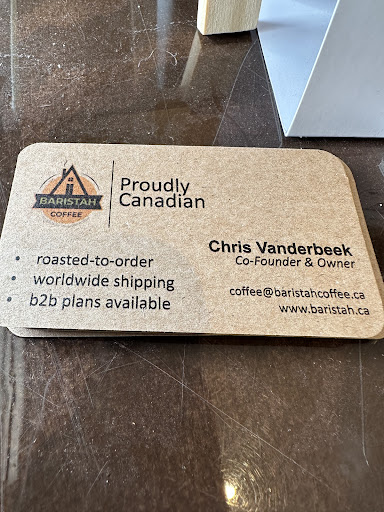 BARISTAH
COFFEE
Proudly
Canadian
Chris Vanderbeek
Co-Founder & Owner
• roasted-to-order
• worldwide shipping
• b2b plans available
coffee@baristahcoffee.ca
www.baristah.ca